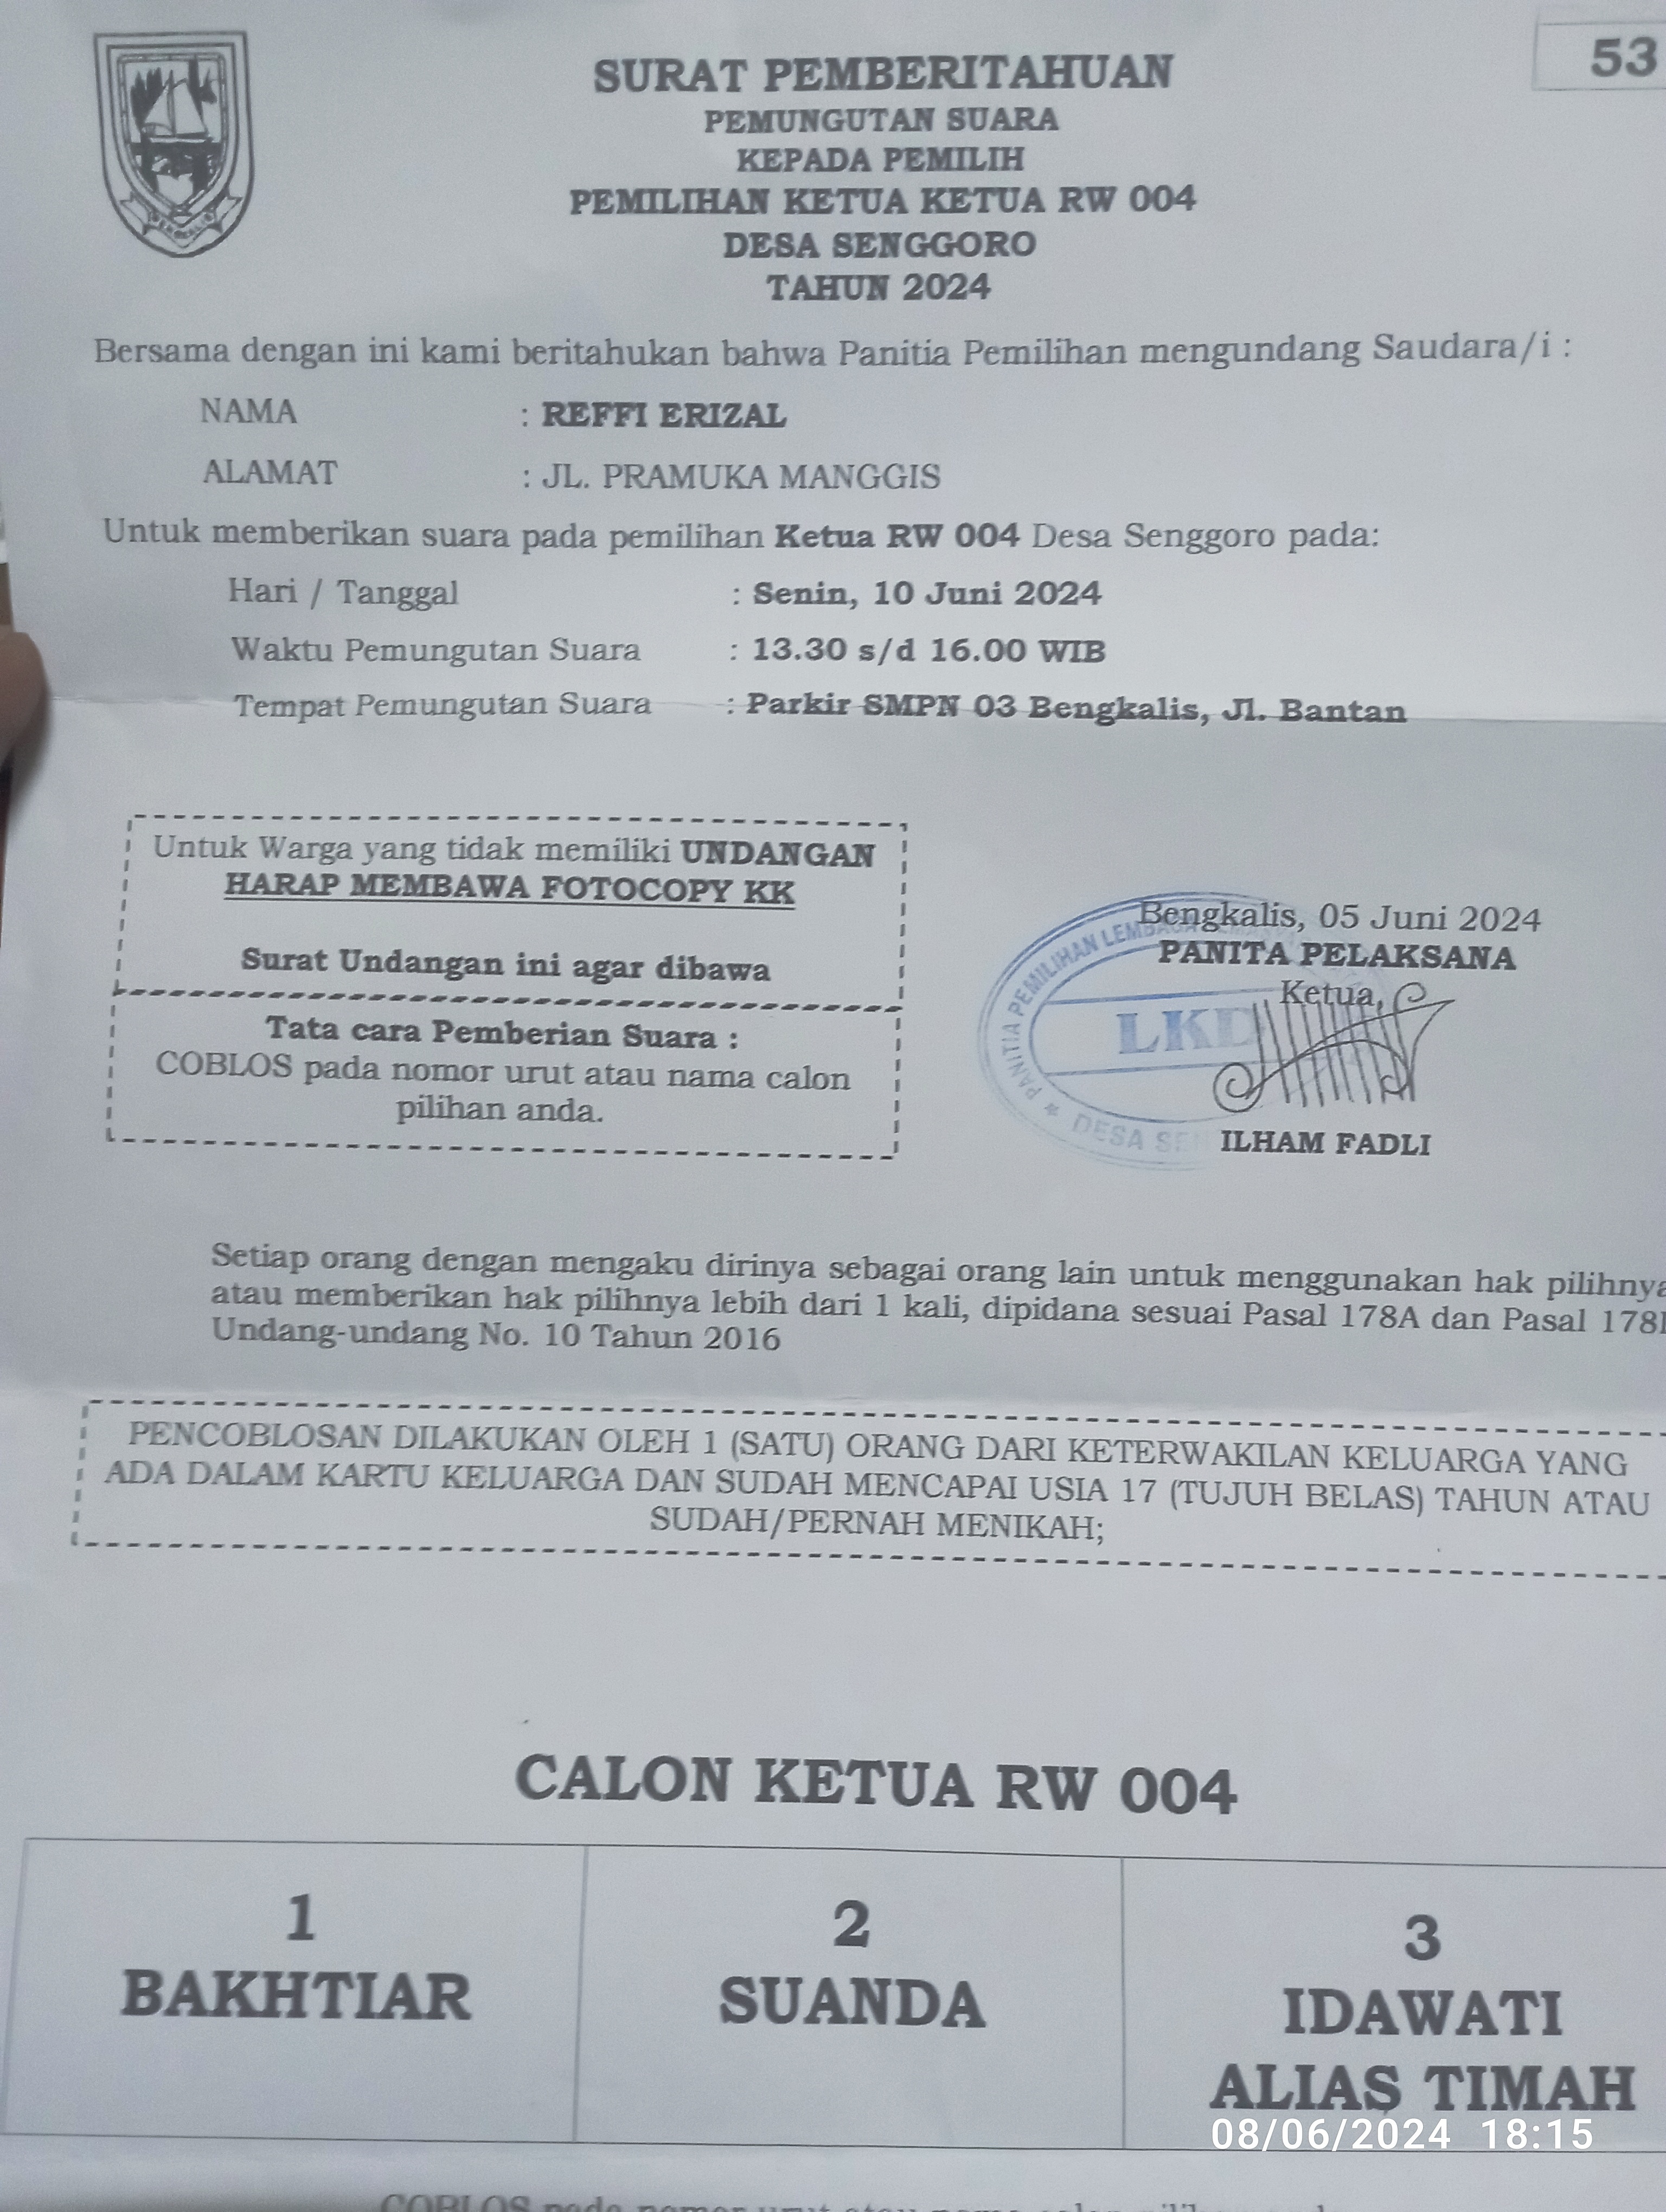 53
SURAT PEMBERITAHUAN
PEMUNGUTAN SUARA
KEPADA PEMILIH
PEMILIHAN KETUA KETUA RW 004
DESA SENGGORO
TAHUN 2024
Bersama dengan ini kami beritahukan bahwa Panitia Pemilihan mengundang Saudara/i :
NAMA : REFFI ERIZAL
ALAMAT : JL. PRAMUKA MANGGIS
Untuk memberikan suara pada pemilihan Ketua RW 004 Desa Senggoro pada:
Hari / Tanggal : Senin, 10 Juni 2024
Waktu Pemungutan Suara : 13.30 s/d 16.00 WIB
Tempat Pemungutan Suara : Parkir SMPN 03 Bengkalis, Jl. Bantan
Untuk Warga yang tidak memiliki UNDANGAN
HARAP MEMBAWA FOTOCOPY KK
Surat Undangan ini agar dibawa
Tata cara Pemberian Suara :
COBLOS pada nomor urut atau nama calon
pilihan anda.
Bengkalis, 05 Juni 2024
PANITA PELAKSANA
Ketua,
PANITIA PEMILIHAN
LKD
DESA
ILHAM FADLI
Setiap orang dengan mengaku dirinya sebagai orang lain untuk menggunakan hak pilihnya
atau memberikan hak pilihnya lebih dari 1 kali, dipidana sesuai Pasal 178A dan Pasal
Undang-undang No. 10 Tahun 2016
PENCOBLOSAN DILAKUKAN OLEH 1 (SATU) ORANG DARI KETERWAKILAN KELUARGA YANG
ADA DALAM KARTU KELUARGA DAN SUDAH MENCAPAI USIA 17 (TUJUH BELAS) TAHUN ATAU
SUDAH/PERNAH MENIKAH;
CALON KETUA RW 004
1
BAKHTIAR
2
SUANDA
3
IDAWATI
ALIAS TIMAH
08/06/2024 18:15